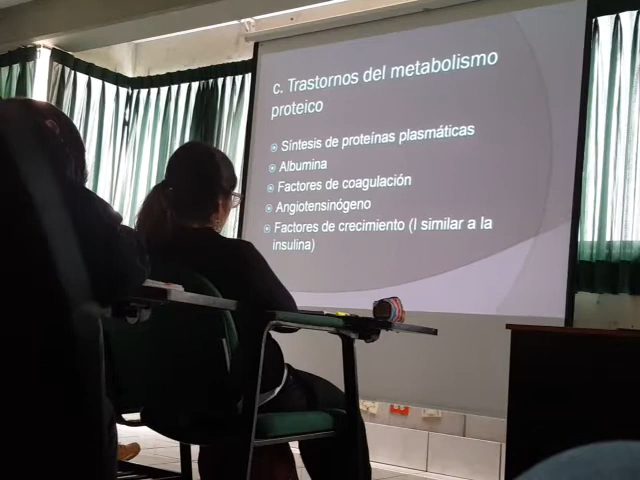 c. Trastornos del metabolismo
proteico
Síntesis de proteínas plasmáticas
Albumina
Factores de coagulación
Angiotensinógeno
Factores de crecimiento (I similar a la
insulina)